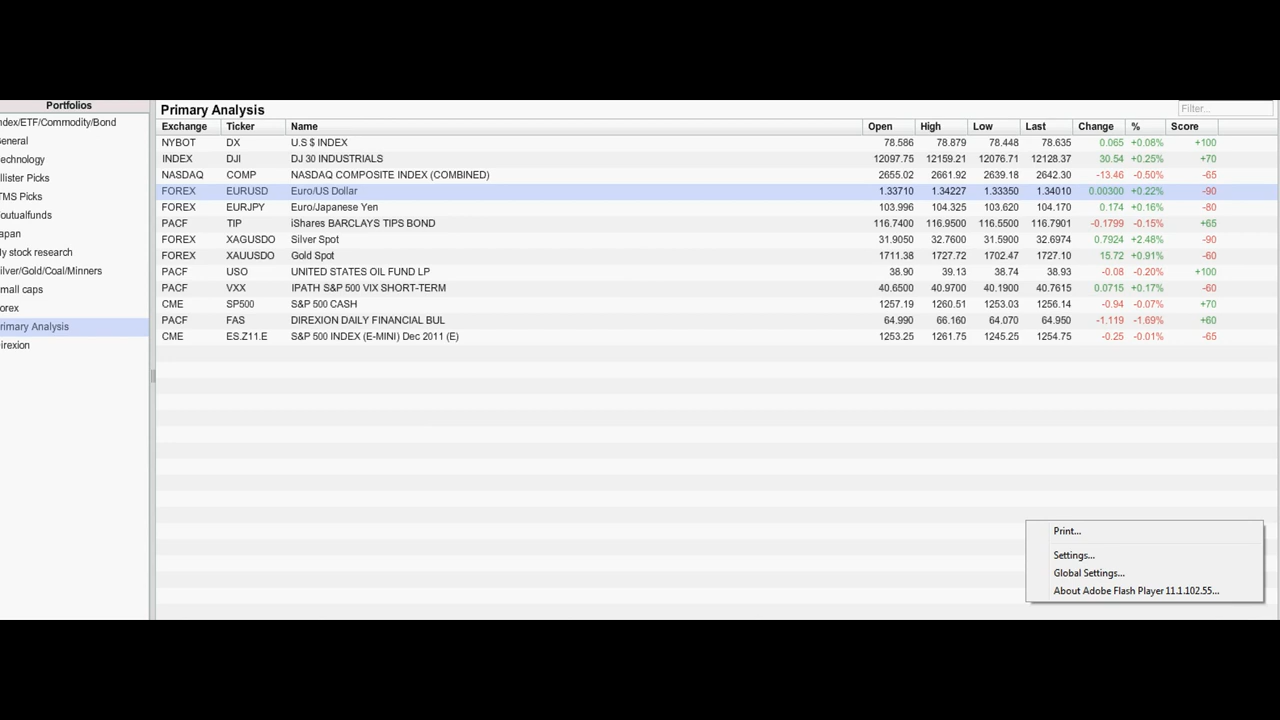 Portfolios
ndex/ETF/Commodity/Bond
eneral
echnology
llister Picks
TMS Picks
outualfunds
apan
ly stock research
ilver/Gold/Coal/Minners
mall caps
orex
rimary Analysis
irexion
Primary Analysis Filter...
Exchange Ticker Name Open High Low Last Change % Score
NYBOT DX U.S $ INDEX 78.586 78.879 78.448 78.635 0.065 +0.08% +100
INDEX DJI DJ 30 INDUSTRIALS 12097.75 12159.21 12076.71 12128.37 30.54 +0.25% +70
NASDAQ COMP NASDAQ COMPOSITE INDEX (COMBINED) 2655.02 2661.92 2639.18 2642.30 -13.46 -0.50% -65
FOREX EURUSD Euro/US Dollar 1.33710 1.34227 1.33350 1.34010 0.00300 +0.22% -90
FOREX EURJPY Euro/Japanese Yen 103.996 104.325 103.620 104.170 0.174 +0.16% -80
PACF TIP iShares BARCLAYS TIPS BOND 116.7400 116.9500 116.5500 116.7901 -0.1799 -0.15% +65
FOREX XAGUSDO Silver Spot 31.9050 32.7600 31.5900 32.6974 0.7924 +2.48% -90
FOREX XAUUSDO Gold Spot 1711.38 1727.72 1702.47 1727.10 15.72 +0.91% -60
PACF USO UNITED STATES OIL FUND LP 38.90 39.13 38.74 38.93 -0.08 -0.20% +100
PACF VXX IPATH S&P 500 VIX SHORT-TERM 40.6500 40.9700 40.1900 40.7615 0.0715 +0.17% -60
CME SP500 S&P 500 CASH 1257.19 1260.51 1253.03 1256.14 -0.94 -0.07% +70
PACF FAS DIREXION DAILY FINANCIAL BUL 64.990 66.160 64.070 64.950 -1.119 -1.69% +60
CME ES.Z11.E S&P 500 INDEX (E-MINI) Dec 2011 (E) 1253.25 1261.75 1245.25 1254.75 -0.25 -0.01% -65
Print...
Settings...
Global Settings...
About Adobe Flash Player 11.1.102.55...